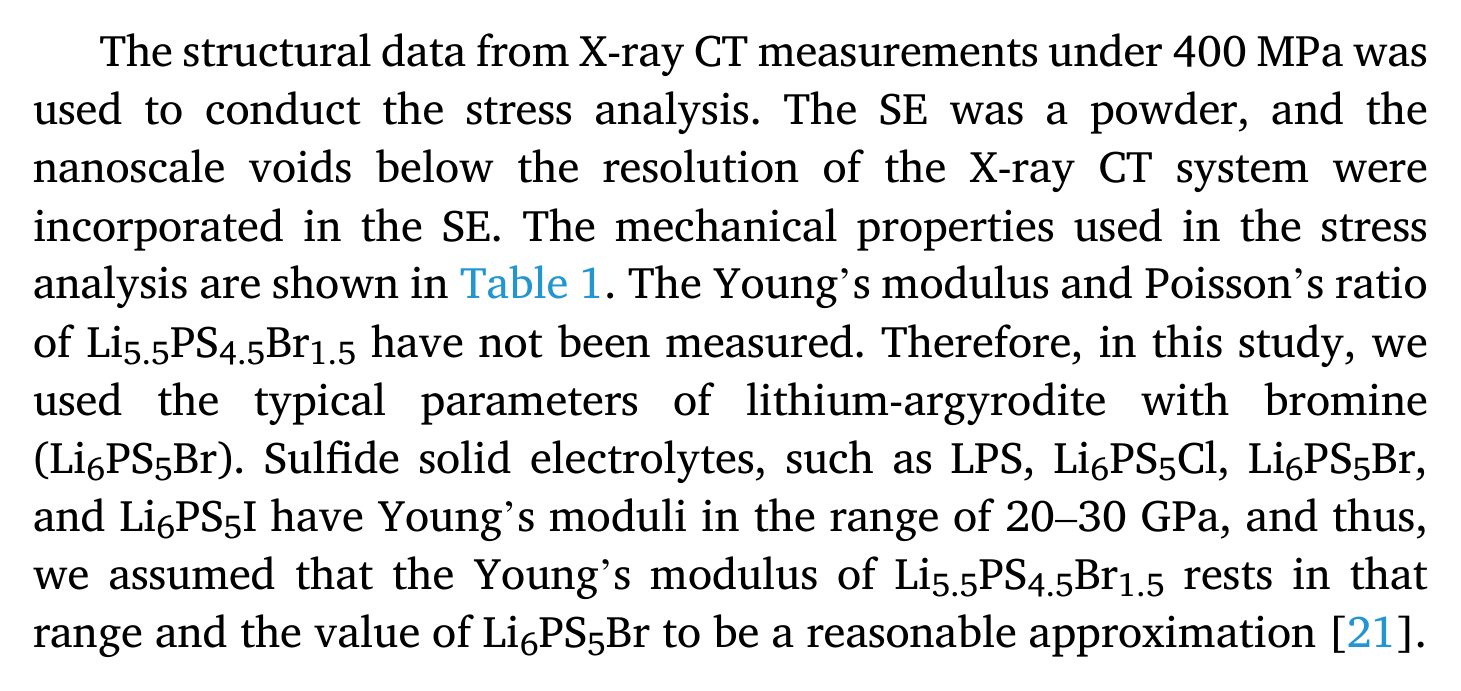 The structural data from X-ray CT measurements under 400 MPa was
used to conduct the stress analysis. The SE was a powder, and the
nanoscale voids below the resolution of the X-ray CT system were
incorporated in the SE. The mechanical properties used in the stress
analysis are shown in Table 1. The Young’s modulus and Poisson’s ratio
of Li₅.₅PS₄.₅Br₁.₅ have not been measured. Therefore, in this study, we
used the typical parameters of lithium-argyrodite with bromine
(Li₆PS₅Br). Sulfide solid electrolytes, such as LPS, Li₆PS₅Cl, Li₆PS₅Br,
and Li₆PS₅I have Young’s moduli in the range of 20–30 GPa, and thus,
we assumed that the Young’s modulus of Li₅.₅PS₄.₅Br₁.₅ rests in that
range and the value of Li₆PS₅Br to be a reasonable approximation [21].